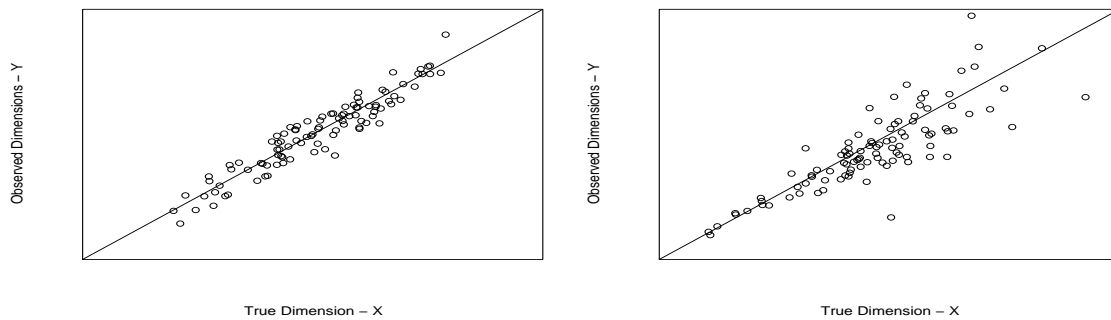 Observed Dimensions – Y
True Dimension – X
Observed Dimensions – Y
True Dimension – X